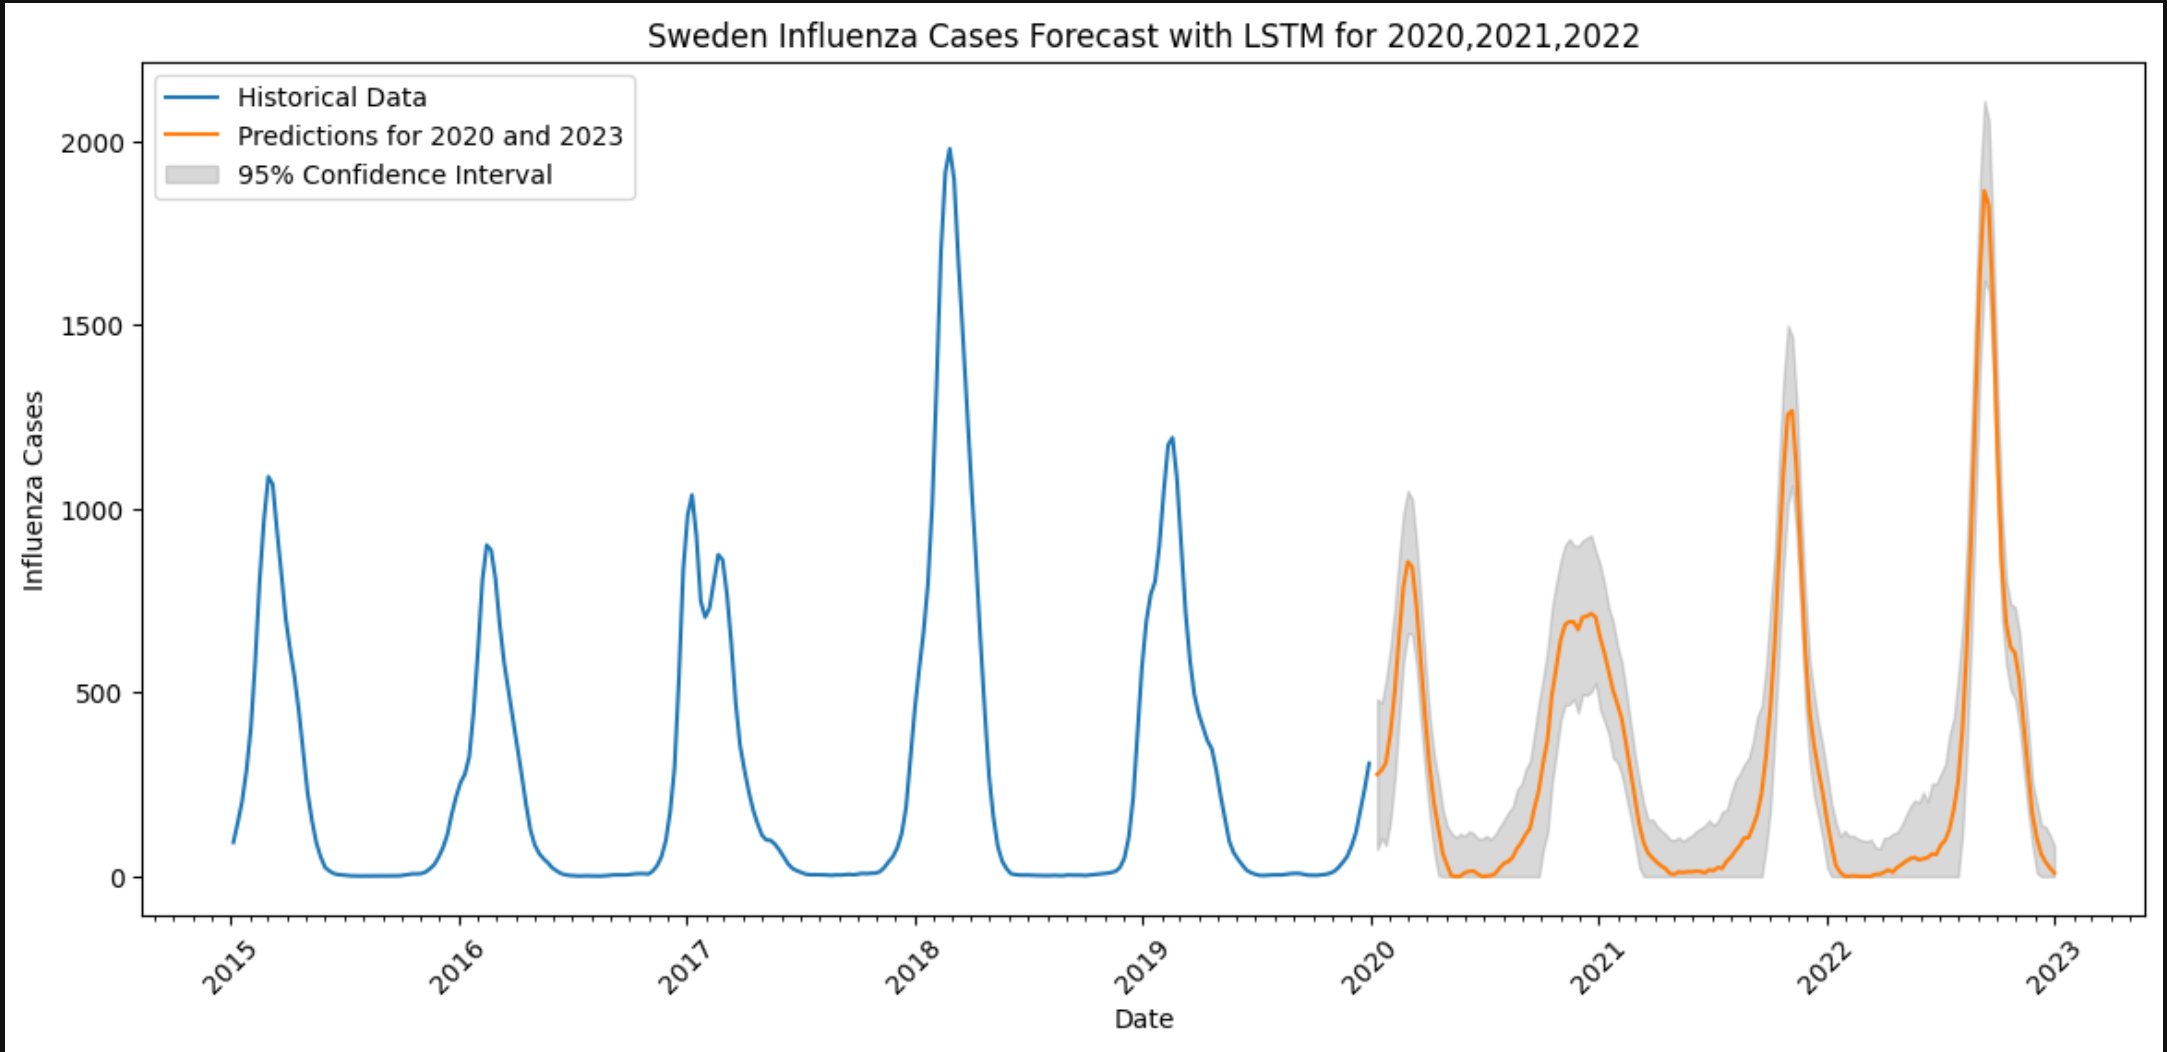 Sweden Influenza Cases Forecast with LSTM for 2020,2021,2022
Historical Data
Predictions for 2020 and 2023
95% Confidence Interval
Influenza Cases
2000
1500
1000
500
0
2015
2016
2017
2018
2019
2020
2021
2022
2023
Date